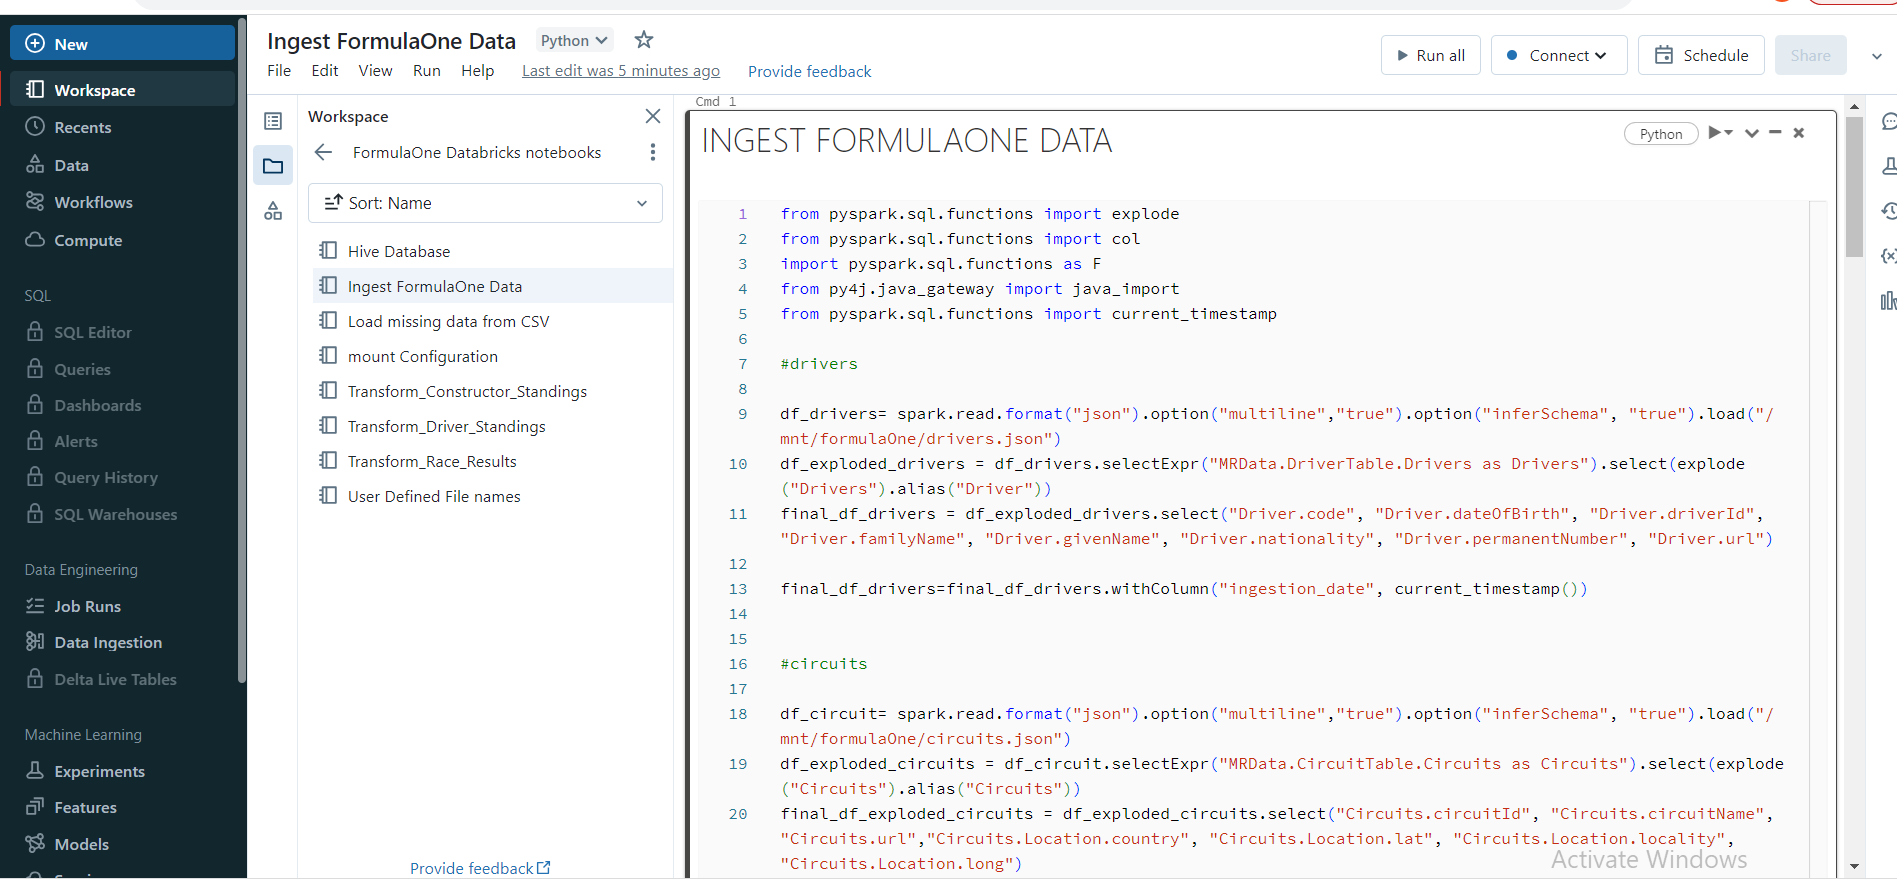 New
Workspace
Recents
Data
Workflows
Compute
SQL
SQL Editor
Queries
Dashboards
Alerts
Query History
SQL Warehouses
Data Engineering
Job Runs
Data Ingestion
Delta Live Tables
Machine Learning
Experiments
Features
Models
Ingest FormulaOne Data Python
File Edit View Run Help Last edit was 5 minutes ago Provide feedback
Run all Connect Schedule Share
Workspace
FormulaOne Databricks notebooks
Sort: Name
Hive Database
Ingest FormulaOne Data
Load missing data from CSV
mount Configuration
Transform_Constructor_Standings
Transform_Driver_Standings
Transform_Race_Results
User Defined File names
Provide feedback
Cmd 1
INGEST FORMULAONE DATA
Python
1 from pyspark.sql.functions import explode
2 from pyspark.sql.functions import col
3 import pyspark.sql.functions as F
4 from py4j.java_gateway import java_import
5 from pyspark.sql.functions import current_timestamp
6
7 #drivers
8
9 df_drivers= spark.read.format("json").option("multiline","true").option("inferSchema", "true").load("/
mnt/formulaOne/drivers.json")
10 df_exploded_drivers = df_drivers.selectExpr("MRData.DriverTable.Drivers as Drivers").select(explode
("Drivers").alias("Driver"))
11 final_df_drivers = df_exploded_drivers.select("Driver.code", "Driver.dateOfBirth", "Driver.driverId",
"Driver.familyName", "Driver.givenName", "Driver.nationality", "Driver.permanentNumber", "Driver.url")
12
13 final_df_drivers=final_df_drivers.withColumn("ingestion_date", current_timestamp())
14
15
16 #circuits
17
18 df_circuit= spark.read.format("json").option("multiline","true").option("inferSchema", "true").load("/
mnt/formulaOne/circuits.json")
19 df_exploded_circuits = df_circuit.selectExpr("MRData.CircuitTable.Circuits as Circuits").select(explode
("Circuits").alias("Circuits"))
20 final_df_exploded_circuits = df_exploded_circuits.select("Circuits.circuitId", "Circuits.circuitName",
"Circuits.url","Circuits.Location.country", "Circuits.Location.lat", "Circuits.Location.locality",
"Circuits.Location.long")
Activate Windows